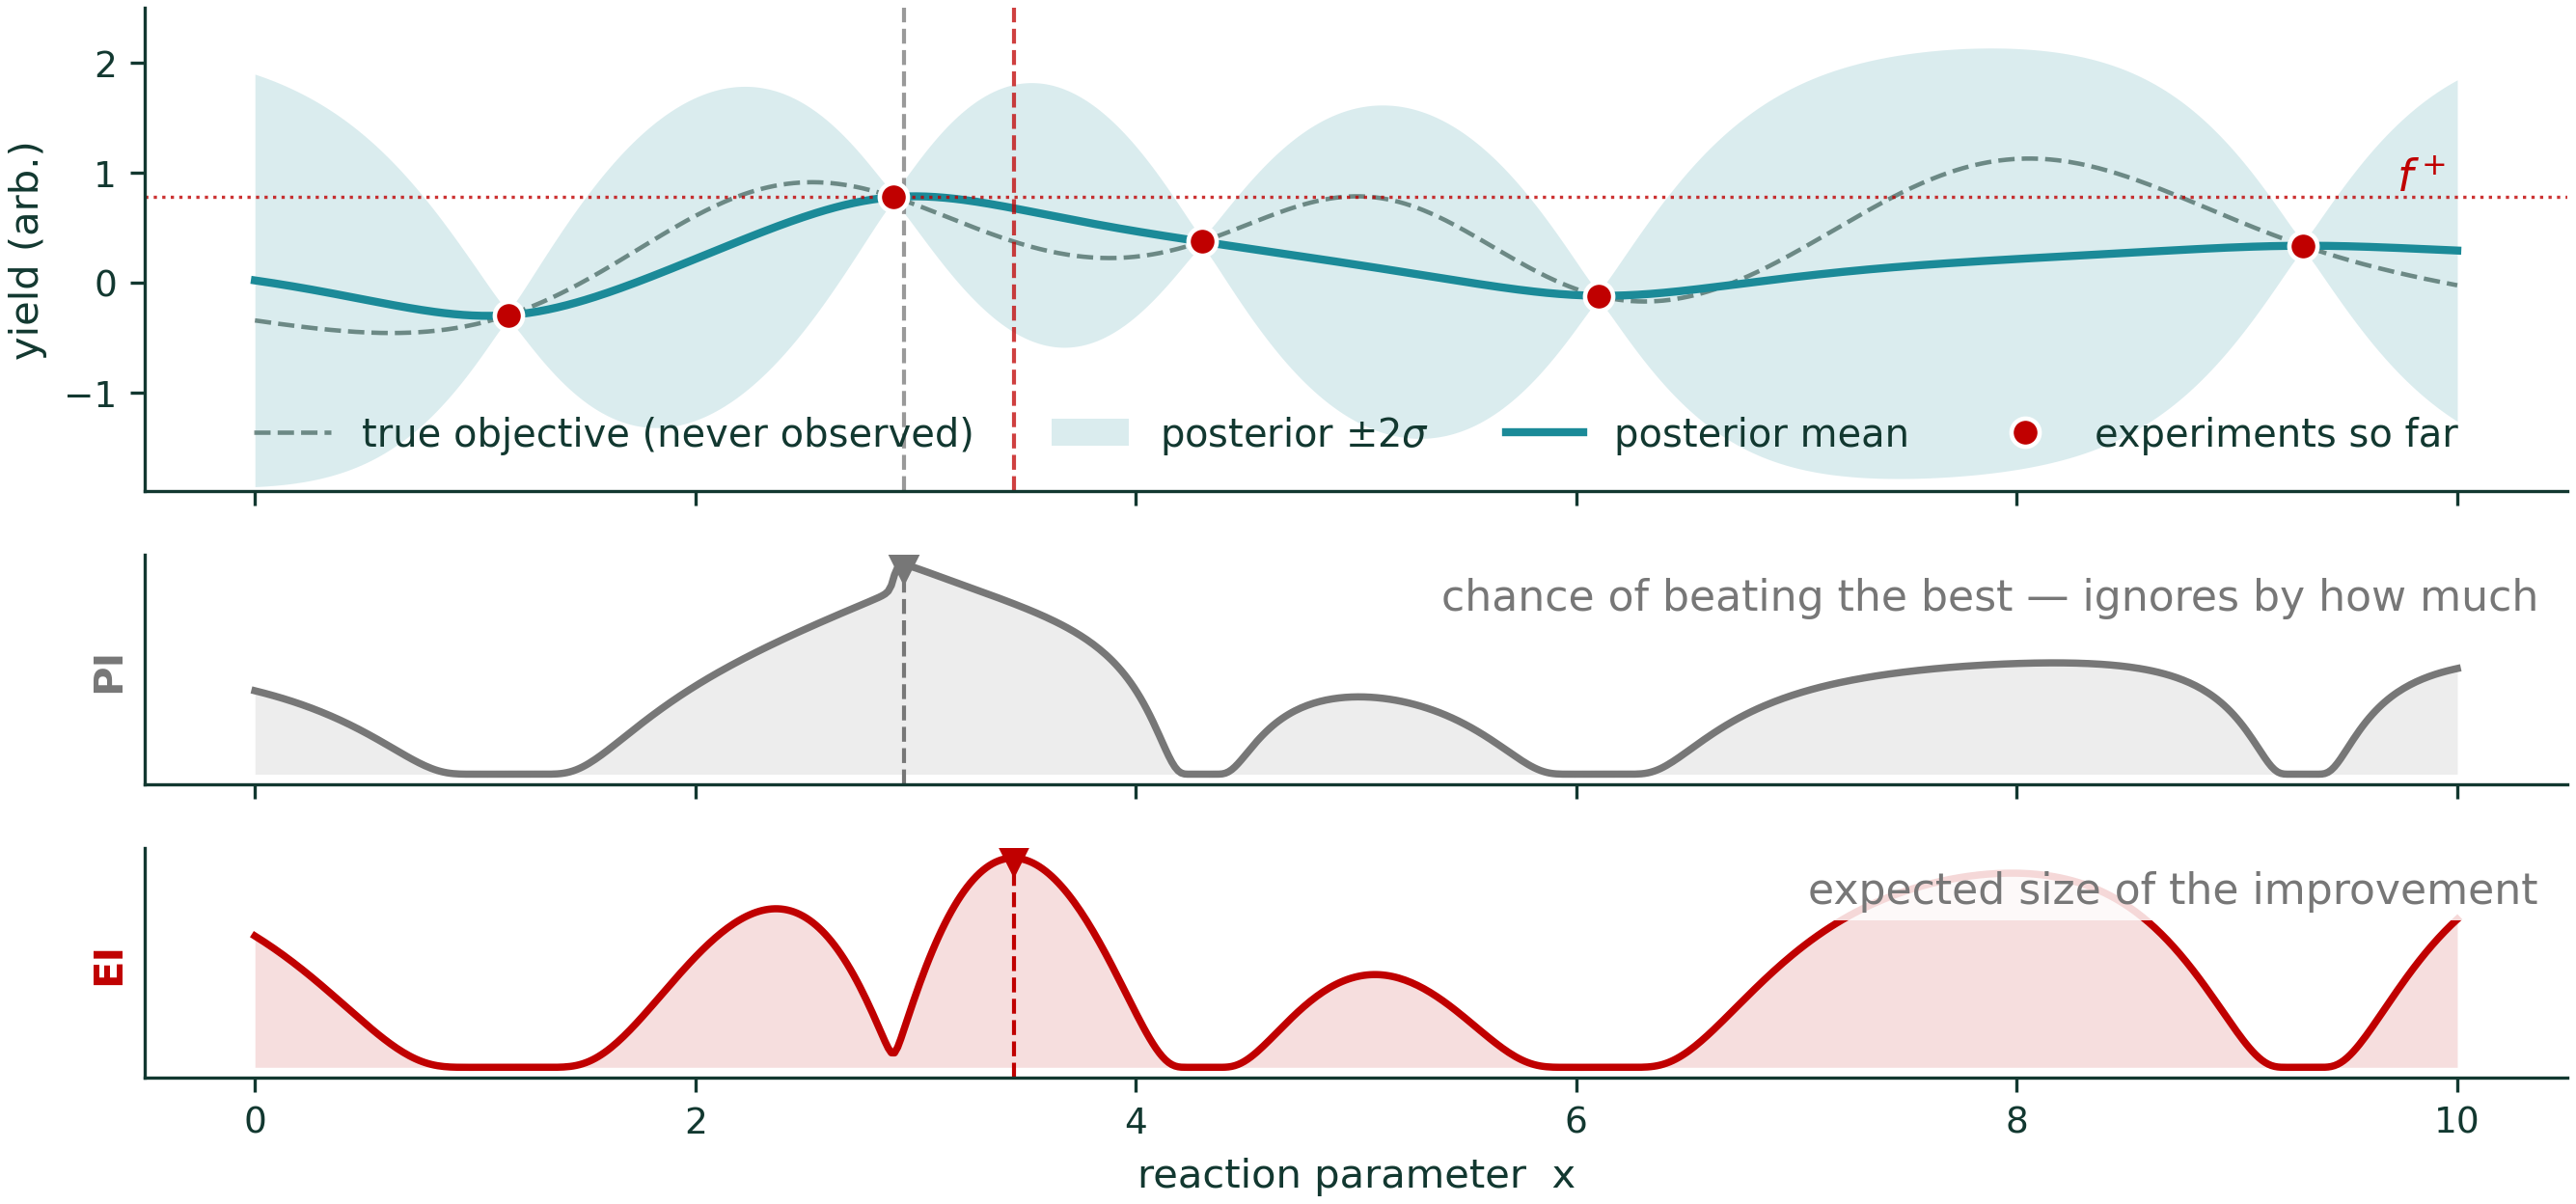 2
1
0
−1
yield (arb.)
f⁺
true objective (never observed)
posterior ±2σ
posterior mean
experiments so far
PI
chance of beating the best — ignores by how much
EI
expected size of the improvement
0 2 4 6 8 10
reaction parameter x